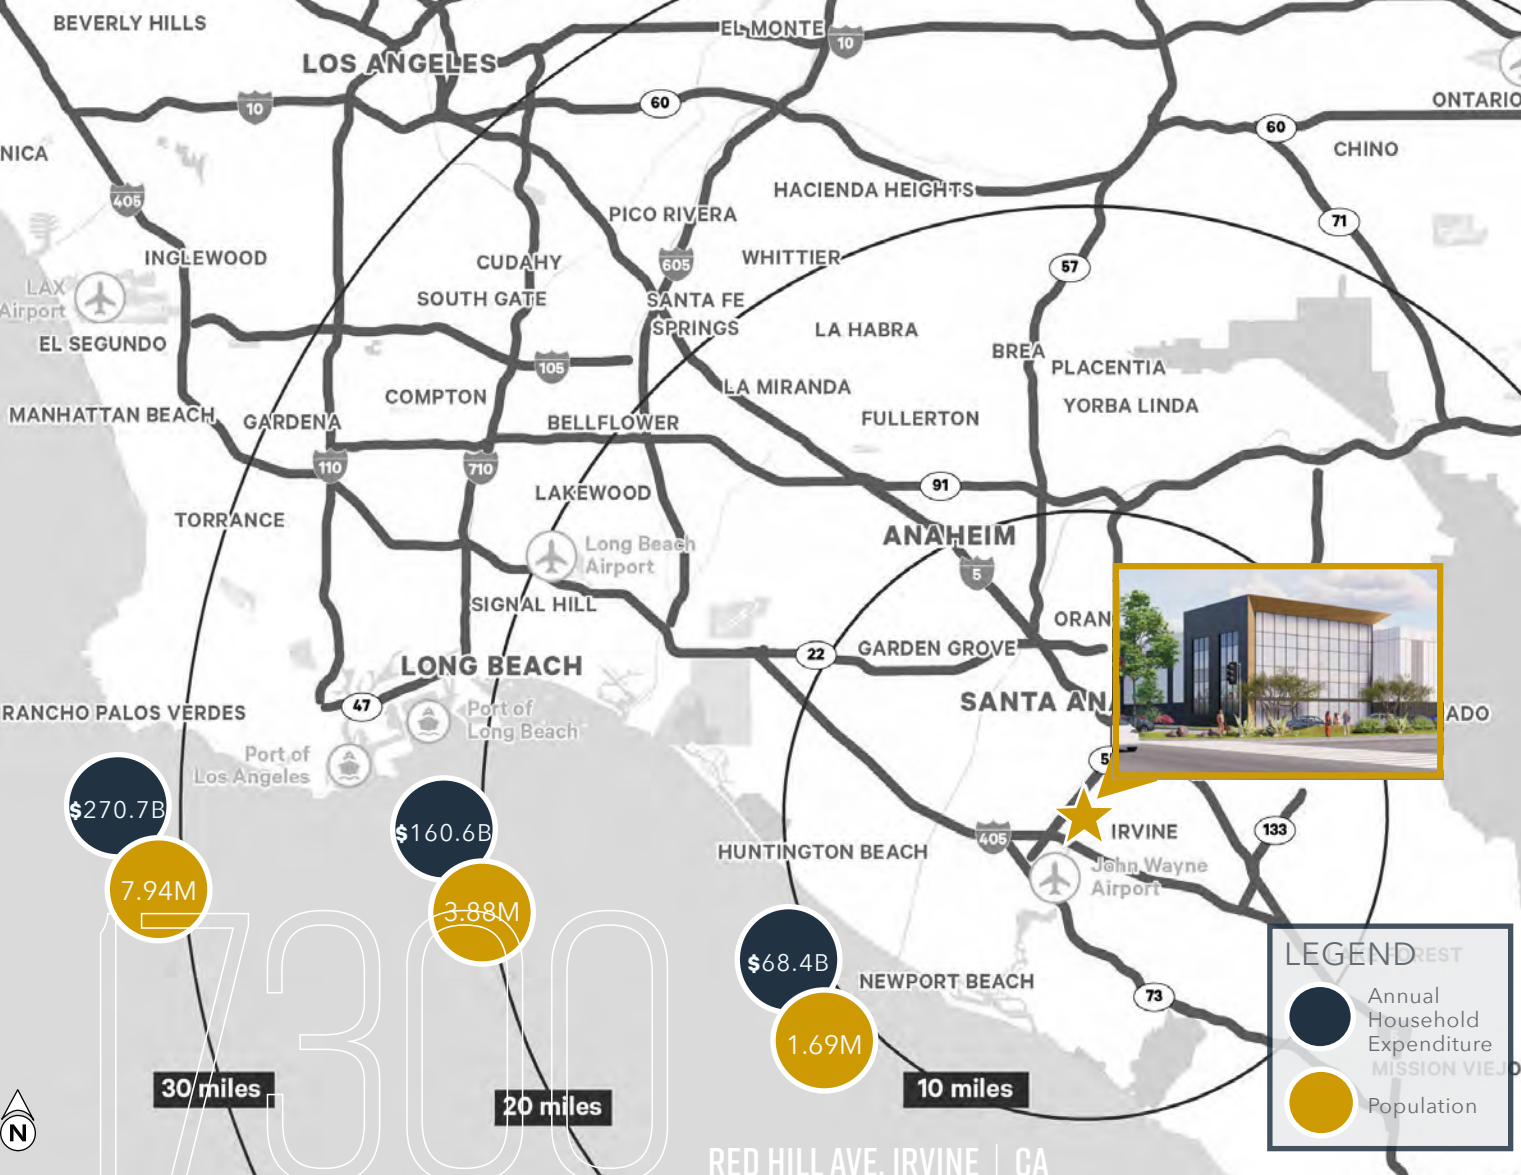 BEVERLY HILLS
LOS ANGELES
EL MONTE
10
10
60
ONTARIO
60
CHINO
NICA
405
HACIENDA HEIGHTS
PICO RIVERA
71
INGLEWOOD
CUDAHY
605
WHITTIER
57
LAX
Airport
SOUTH GATE
SANTA FE
SPRINGS
LA HABRA
EL SEGUNDO
BREA
PLACENTIA
105
COMPTON
LA MIRANDA
YORBA LINDA
MANHATTAN BEACH
GARDENA
BELLFLOWER
FULLERTON
110
710
91
LAKEWOOD
TORRANCE
ANAHEIM
Long Beach
Airport
5
SIGNAL HILL
ORAN
22
GARDEN GROVE
LONG BEACH
SANTA AN
47
RANCHO PALOS VERDES
Port of
Long Beach
ADO
Port of
Los Angeles
5
$270.7B
$160.6B
IRVINE
133
405
HUNTINGTON BEACH
John Wayne
Airport
7.94M
3.88M
$68.4B
NEWPORT BEACH
73
1.69M
LEGEND
FOREST
Annual
Household
Expenditure
MISSION VIEJO
Population
30 miles
20 miles
10 miles
N
17300
RED HILL AVE, IRVINE | CA